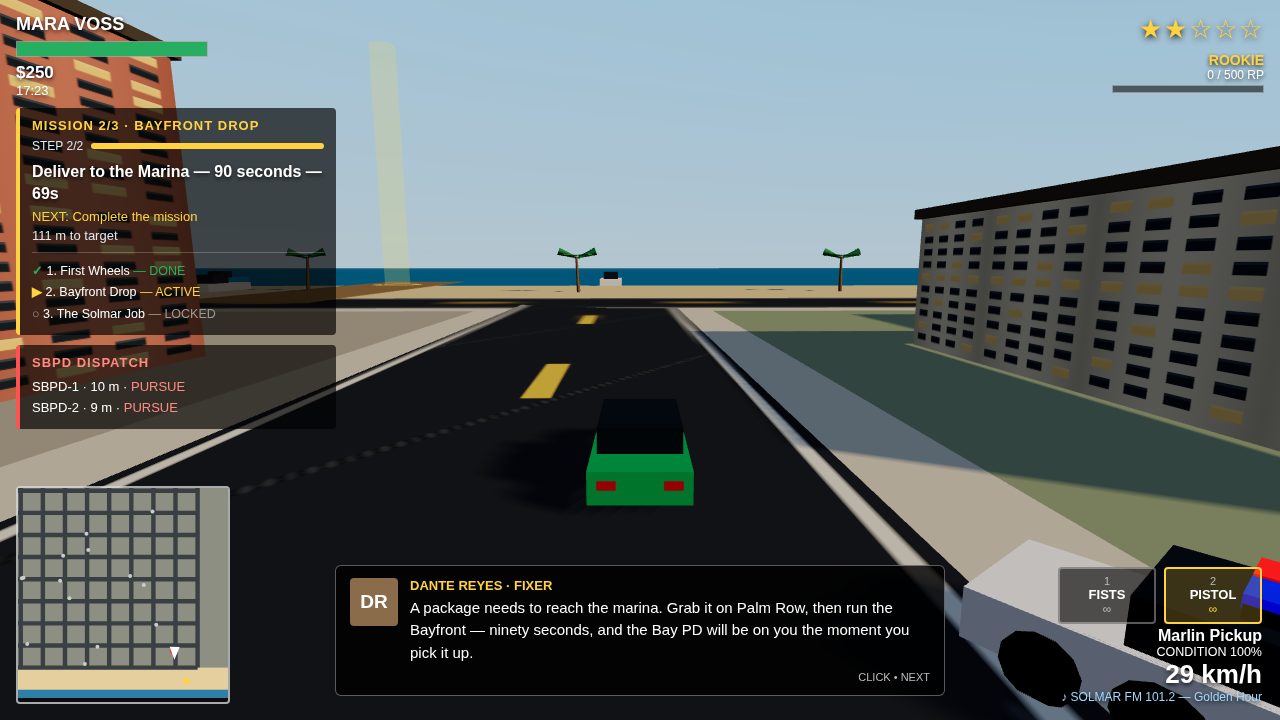 MARA VOSS
$250
17:23
MISSION 2/3 · BAYFRONT DROP
STEP 2/2
Deliver to the Marina — 90 seconds —
69s
NEXT: Complete the mission
111 m to target
✓ 1. First Wheels — DONE
▶ 2. Bayfront Drop — ACTIVE
○ 3. The Solmar Job — LOCKED
SBPD DISPATCH
SBPD-1 · 10 m · PURSUE
SBPD-2 · 9 m · PURSUE
★★☆☆☆
ROOKIE
0 / 500 RP
DR
DANTE REYES · FIXER
A package needs to reach the marina. Grab it on Palm Row, then run the
Bayfront — ninety seconds, and the Bay PD will be on you the moment you
pick it up.
CLICK • NEXT
1
FISTS
∞
2
PISTOL
∞
Marlin Pickup
CONDITION 100%
29 km/h
♪ SOLMAR FM 101.2 — Golden Hour